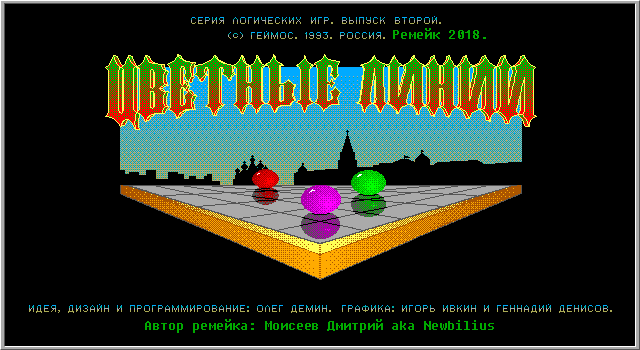 СЕРИЯ ЛОГИЧЕСКИХ ИГР. ВЫПУСК ВТОРОЙ.
(C) ГЕЙМОС. 1993. РОССИЯ. Ремейк 2018.
ЦВЕТНЫЕ ЛИНИИ
ИДЕЯ, ДИЗАЙН И ПРОГРАММИРОВАНИЕ: ОЛЕГ ДЕМИН. ГРАФИКА: ИГОРЬ ИВКИН И ГЕННАДИЙ ДЕНИСОВ.
Автор ремейка: Моисеев Дмитрий aka Newbilius